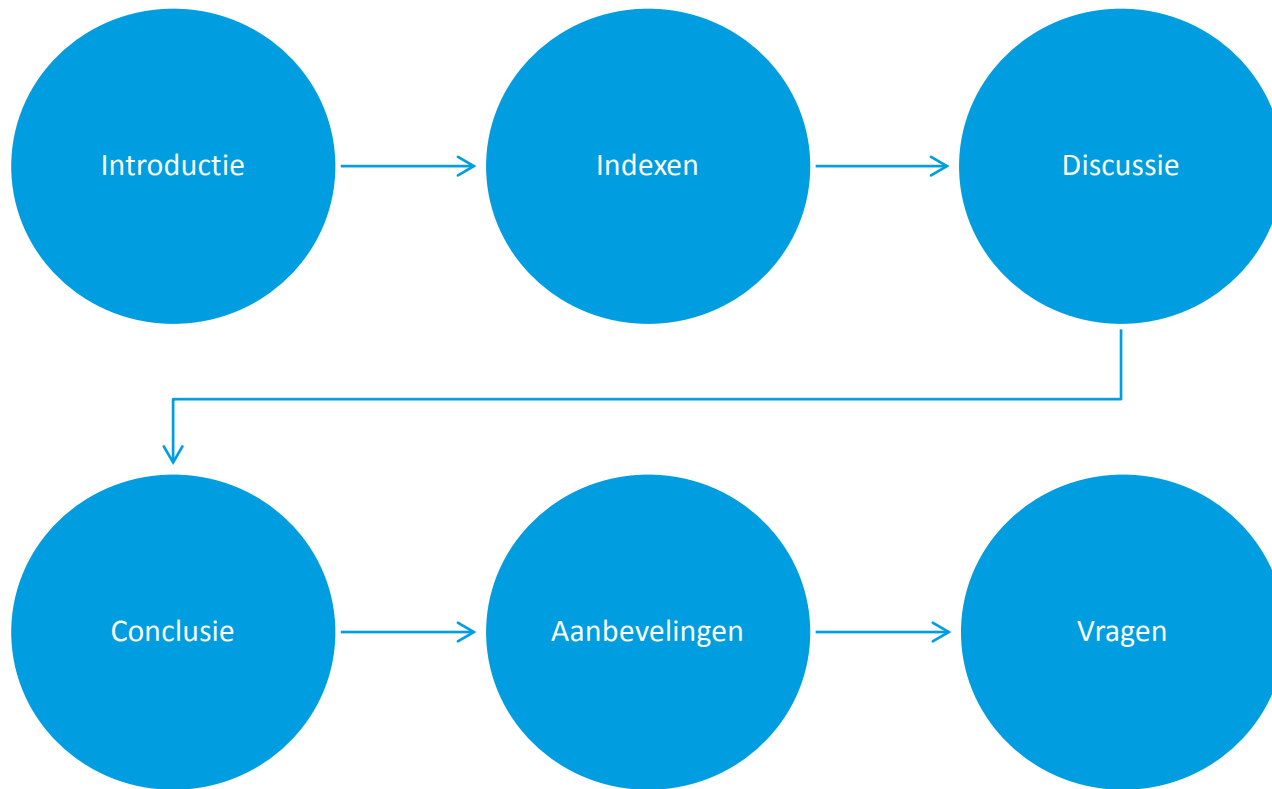 Introductie
Indexen
Discussie
Conclusie
Aanbevelingen
Vragen